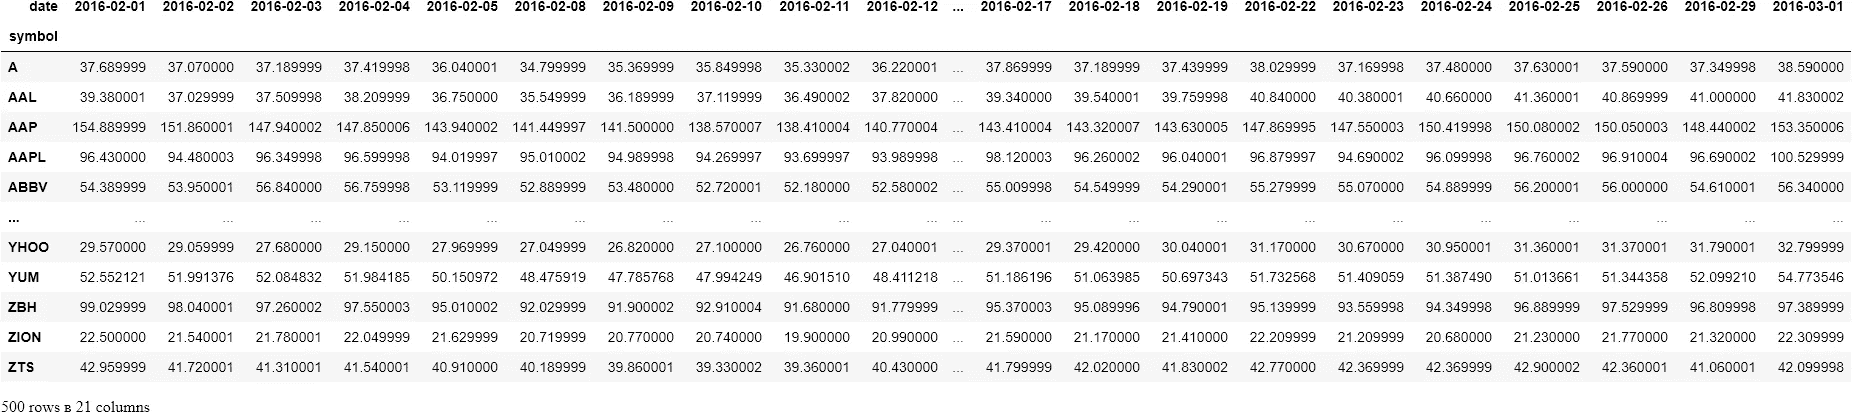 date 2016-02-01 2016-02-02 2016-02-03 2016-02-04 2016-02-05 2016-02-08 2016-02-09 2016-02-10 2016-02-11 2016-02-12 ... 2016-02-17 2016-02-18 2016-02-19 2016-02-22 2016-02-23 2016-02-24 2016-02-25 2016-02-26 2016-02-29 2016-03-01
symbol
A 37.689999 37.070000 37.189999 37.419998 36.040001 34.799999 35.369999 35.849998 35.330002 36.220001 ... 37.869999 37.189999 37.439999 38.029999 37.169998 37.480000 37.630001 37.590000 37.349998 38.590000
AAL 39.380001 37.029999 37.509998 38.209999 36.750000 35.549999 36.189999 37.119999 36.490002 37.820000 ... 39.340000 39.540001 39.759998 40.840000 40.380001 40.660000 41.360001 40.869999 41.000000 41.830002
AAP 154.889999 151.860001 147.940002 147.850006 143.940002 141.449997 141.500000 138.570007 138.410004 140.770004 ... 143.410004 143.320007 143.630005 147.869995 147.550003 150.419998 150.080002 150.050003 148.440002 153.350006
AAPL 96.430000 94.480003 96.349998 96.599998 94.019997 95.010002 94.989998 94.269997 93.699997 93.989998 ... 98.120003 96.260002 96.040001 96.879997 94.690002 96.099998 96.760002 96.910004 96.690002 100.529999
ABBV 54.389999 53.950001 56.840000 56.759998 53.119999 52.889999 53.480000 52.720001 52.180000 52.580002 ... 55.009998 54.549999 54.290001 55.279999 55.070000 54.889999 56.200001 56.000000 54.610001 56.340000
... ... ... ... ... ... ... ... ... ... ... ... ... ... ... ... ... ... ... ... ... ...
YHOO 29.570000 29.059999 27.680000 29.150000 27.969999 27.049999 26.820000 27.100000 26.760000 27.040001 ... 29.370001 29.420000 30.040001 31.170000 30.670000 30.950001 31.360001 31.370001 31.790001 32.799999
YUM 52.552121 51.991376 52.084832 51.984185 50.150972 48.475919 47.785768 47.994249 46.901510 48.411218 ... 51.186196 51.063985 50.697343 51.732568 51.409059 51.387490 51.013661 51.344358 52.099210 54.773546
ZBH 99.029999 98.040001 97.260002 97.550003 95.010002 92.029999 91.900002 92.910004 91.680000 91.779999 ... 95.370003 95.089996 94.790001 95.139999 93.559998 94.349998 96.889999 97.529999 96.809998 97.389999
ZION 22.500000 21.540001 21.780001 22.049999 21.629999 20.719999 20.770000 20.740000 19.900000 20.990000 ... 21.590000 21.170000 21.410000 22.209999 21.209999 20.680000 21.230000 21.770000 21.320000 22.309999
ZTS 42.959999 41.720001 41.310001 41.540001 40.910000 40.189999 39.860001 39.330002 39.360001 40.430000 ... 41.799999 42.020000 41.830002 42.770000 42.369999 42.369999 42.900002 42.360001 41.060001 42.099998
500 rows в 21 columns